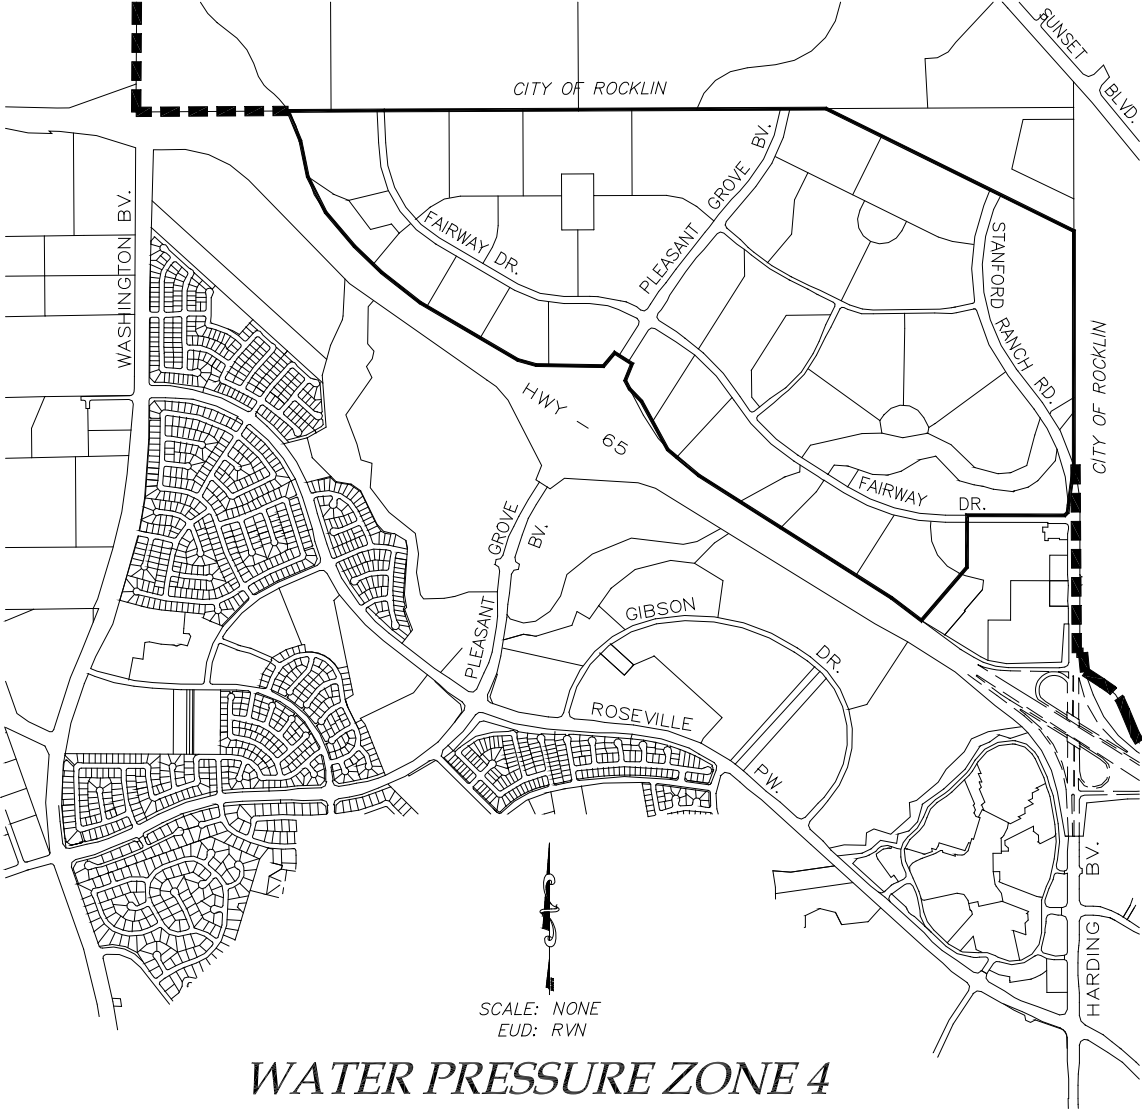 SUNSET
BLVD.
CITY OF ROCKLIN
WASHINGTON BV.
PLEASANT GROVE BV.
FAIRWAY DR.
STANFORD RANCH RD.
CITY OF ROCKLIN
HWY - 65
FAIRWAY DR.
PLEASANT GROVE BV.
GIBSON DR.
ROSEVILLE PW.
HARDING BV.
SCALE: NONE
EUD: RVN
WATER PRESSURE ZONE 4